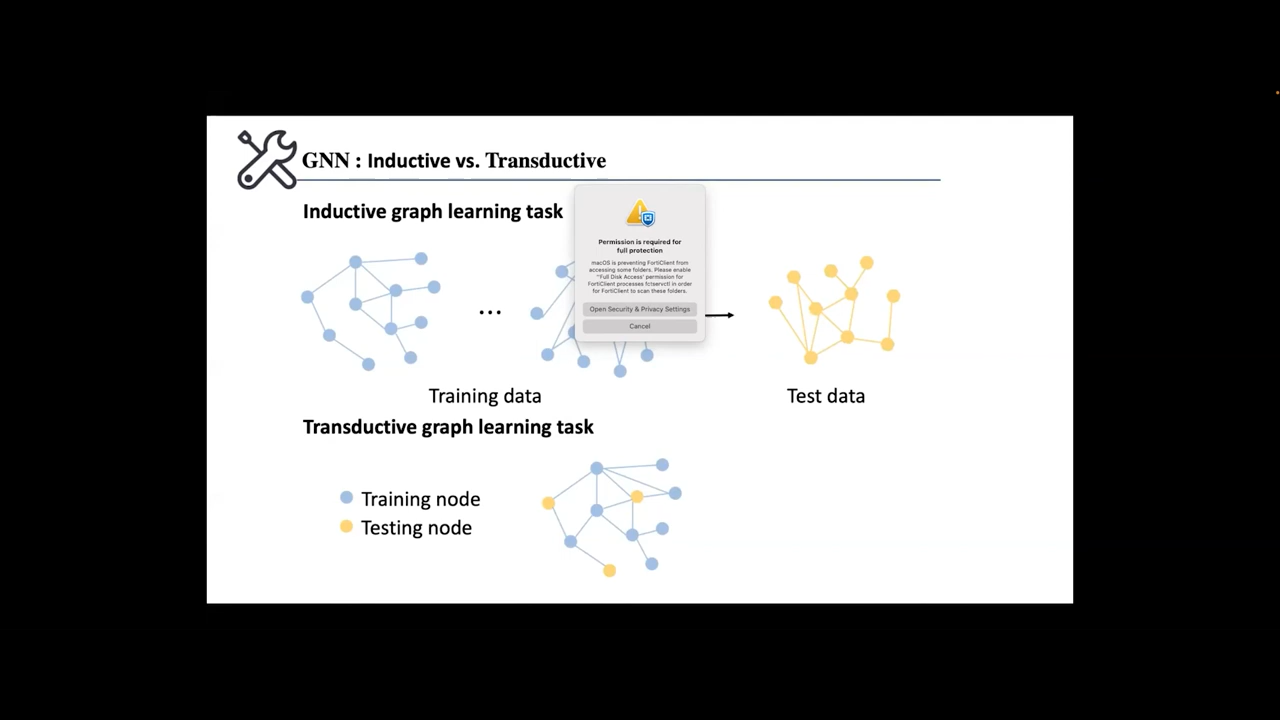 GNN : Inductive vs. Transductive
Inductive graph learning task
Permission is required for
full protection
macOS is preventing FortiClient from
accessing some folders. Please enable
"Full Disk Access' permission for
FortiClient processes fctservctl in order
for FortiClient to scan these folders.
Open Security & Privacy Settings
Cancel
...
Training data
Test data
Transductive graph learning task
Training node
Testing node